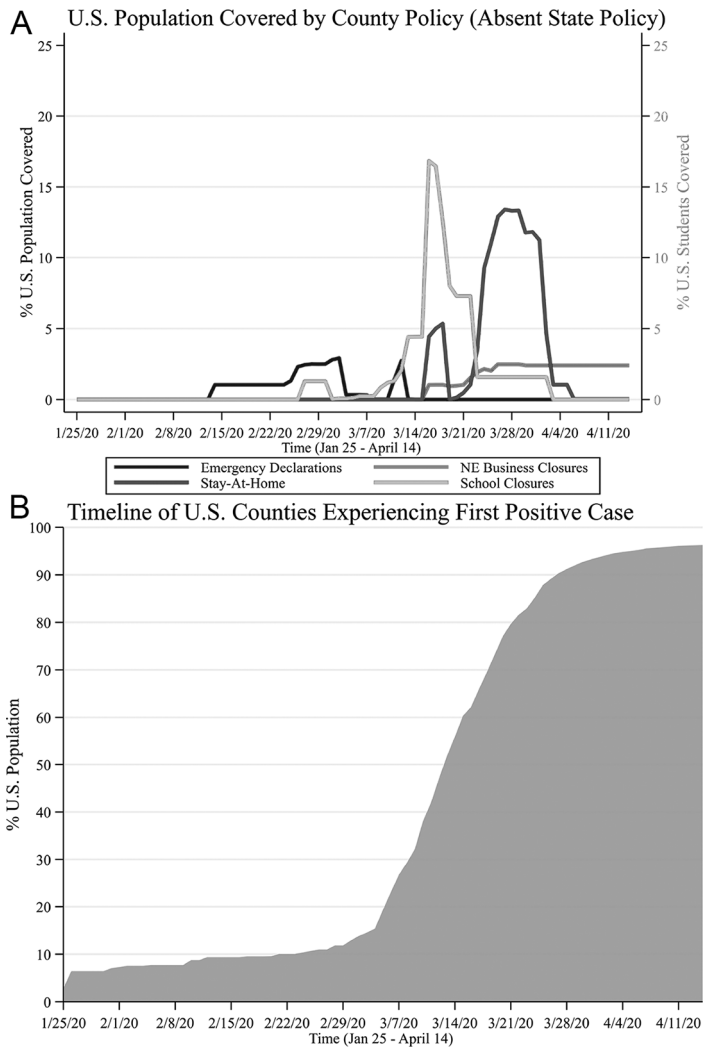 A
U.S. Population Covered by County Policy (Absent State Policy)
% U.S. Population Covered
25
20
15
10
5
0
25
20
15
10
5
0
% U.S. Students Covered
1/25/20 2/1/20 2/8/20 2/15/20 2/22/20 2/29/20 3/7/20 3/14/20 3/21/20 3/28/20 4/4/20 4/11/20
Time (Jan 25 - April 14)
Emergency Declarations NE Business Closures
Stay-At-Home School Closures
B
Timeline of U.S. Counties Experiencing First Positive Case
% U.S. Population
100
90
80
70
60
50
40
30
20
10
0
1/25/20 2/1/20 2/8/20 2/15/20 2/22/20 2/29/20 3/7/20 3/14/20 3/21/20 3/28/20 4/4/20 4/11/20
Time (Jan 25 - April 14)